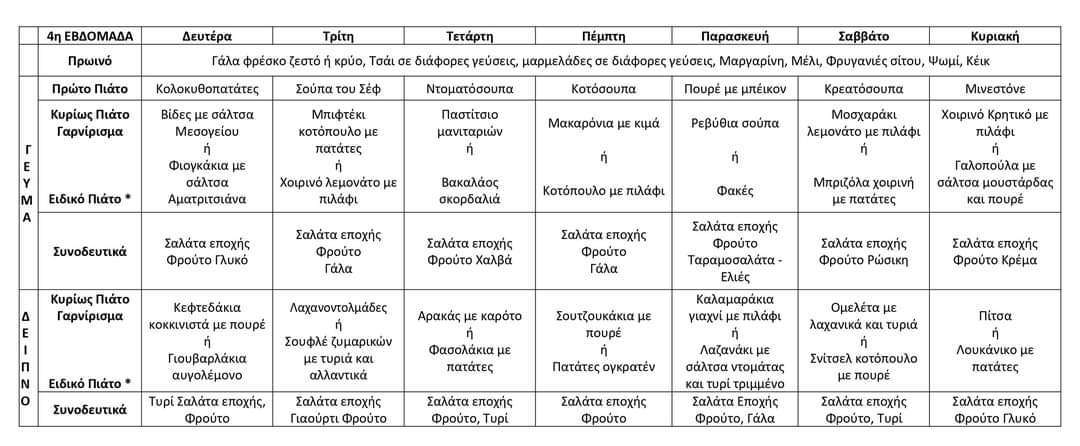 4η ΕΒΔΟΜΑΔΑ Δευτέρα Τρίτη Τετάρτη Πέμπτη Παρασκευή Σαββάτο Κυριακή
Πρωινό Γάλα φρέσκο ζεστό ή κρύο, Τσάι σε διάφορες γεύσεις, μαρμελάδες σε διάφορες γεύσεις, Μαργαρίνη, Μέλι, Φρυγανιές σίτου, Ψωμί, Κέικ
ΓΕΥΜΑ
Πρώτο Πιάτο Κολοκυθοπατάτες Σούπα του Σέφ Ντοματόσουπα Κοτόσουπα Πουρέ με μπέικον Κρεατόσουπα Μινεστόνε
Κυρίως Πιάτο
Γαρνίρισμα
Ειδικό Πιάτο *
Βίδες με σάλτσα
Μεσογείου
ή
Φιογκάκια με
σάλτσα
Αματριτσιάνα
Μπιφτέκι
κοτόπουλο με
πατάτες
ή
Χοιρινό λεμονάτο με
πιλάφι
Παστίτσιο
μανιταριών
ή
Βακαλάος
σκορδαλιά
Μακαρόνια με κιμά
ή
Κοτόπουλο με πιλάφι
Ρεβύθια σούπα
ή
Φακές
Μοσχαράκι
λεμονάτο με πιλάφι
ή
Μπριζόλα χοιρινή
με πατάτες
Χοιρινό Κρητικό με
πιλάφι
ή
Γαλοπούλα με
σάλτσα μουστάρδας
και πουρέ
Συνοδευτικά
Σαλάτα εποχής
Φρούτο Γλυκό
Σαλάτα εποχής
Φρούτο
Γάλα
Σαλάτα εποχής
Φρούτο Χαλβά
Σαλάτα εποχής
Φρούτο
Γάλα
Σαλάτα εποχής
Φρούτο
Ταραμοσαλάτα -
Ελιές
Σαλάτα εποχής
Φρούτο Ρώσικη
Σαλάτα εποχής
Φρούτο Κρέμα
ΔΕΙΠΝΟ
Κυρίως Πιάτο
Γαρνίρισμα
Ειδικό Πιάτο *
Κεφτεδάκια
κοκκινιστά με πουρέ
ή
Γιουβαρλάκια
αυγολέμονο
Λαχανοντολμάδες
ή
Σουφλέ ζυμαρικών
με τυριά και
αλλαντικά
Αρακάς με καρότο
ή
Φασολάκια με
πατάτες
Σουτζουκάκια με
πουρέ
ή
Πατάτες ογκρατέν
Καλαμαράκια
γιαχνί με πιλάφι
ή
Λαζανάκι με
σάλτσα ντομάτας
και τυρί τριμμένο
Ομελέτα με
λαχανικά και τυριά
ή
Σνίτσελ κοτόπουλο
με πουρέ
Πίτσα
ή
Λουκάνικο με
πατάτες
Συνοδευτικά
Τυρί Σαλάτα εποχής,
Φρούτο
Σαλάτα εποχής
Γιαούρτι Φρούτο
Σαλάτα εποχής
Φρούτο, Τυρί
Σαλάτα εποχής
Φρούτο
Σαλάτα Εποχής
Φρούτο, Γάλα
Σαλάτα εποχής
Φρούτο, Τυρί
Σαλάτα εποχής
Φρούτο Γλυκό